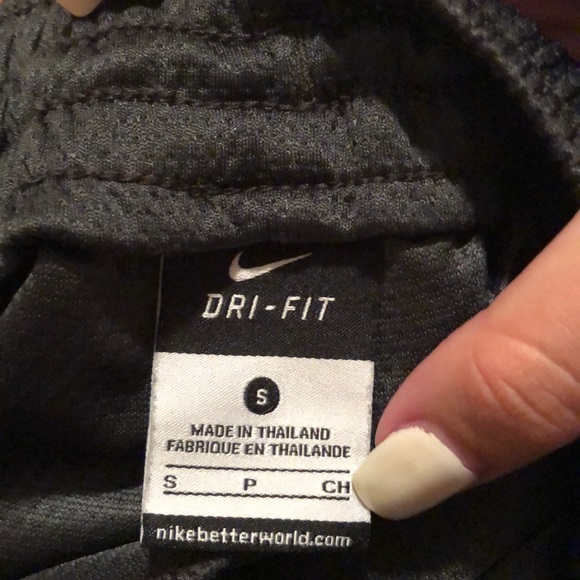 DRI-FIT
S
MADE IN THAILAND
FABRIQUE EN THAILANDE
S P CH
nikebetterworld.com